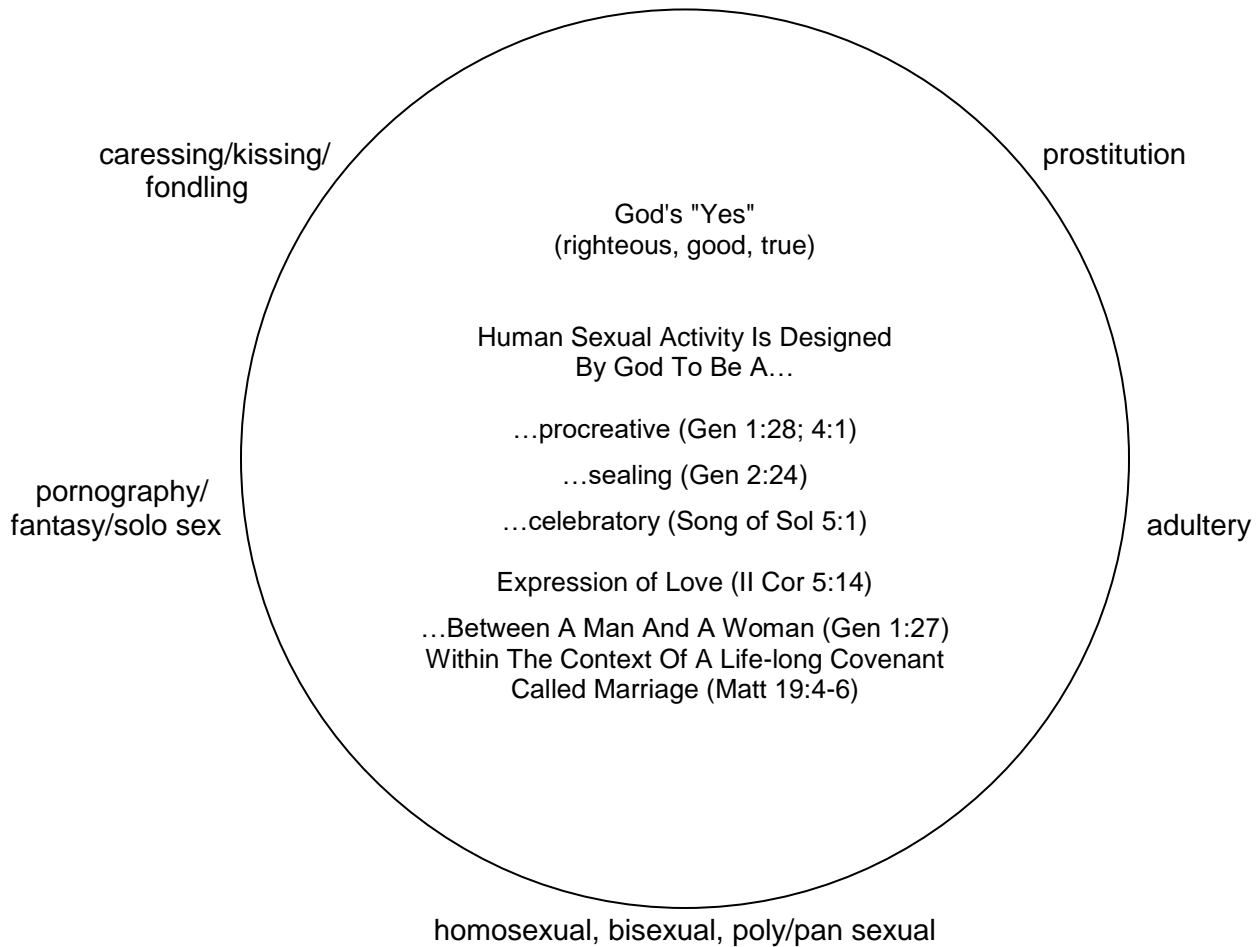 caressing/kissing/
fondling
prostitution
God's "Yes"
(righteous, good, true)
Human Sexual Activity Is Designed
By God To Be A…
…procreative (Gen 1:28; 4:1)
…sealing (Gen 2:24)
…celebratory (Song of Sol 5:1)
pornography/
fantasy/solo sex
adultery
Expression of Love (II Cor 5:14)
…Between A Man And A Woman (Gen 1:27)
Within The Context Of A Life-long Covenant
Called Marriage (Matt 19:4-6)
homosexual, bisexual, poly/pan sexual